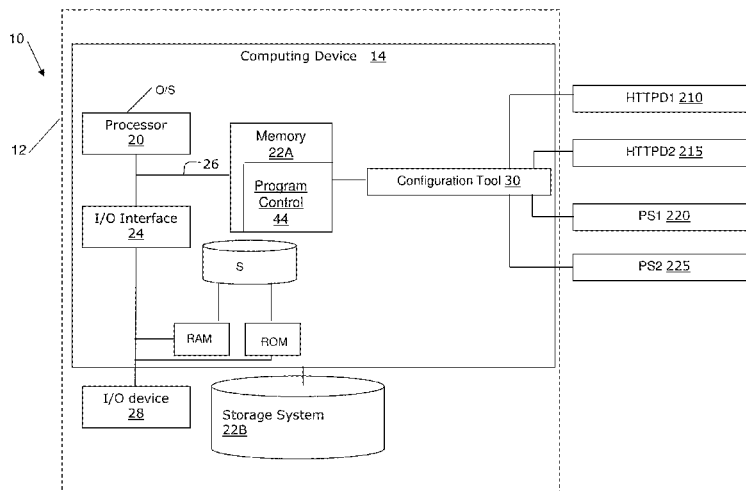 10
12
Computing Device 14
O/S
Processor
20
26
Memory
22A
Program
Control
44
Configuration Tool 30
HTTPD1 210
HTTPD2 215
PS1 220
PS2 225
I/O Interface
24
S
RAM
ROM
I/O device
28
Storage System
22B